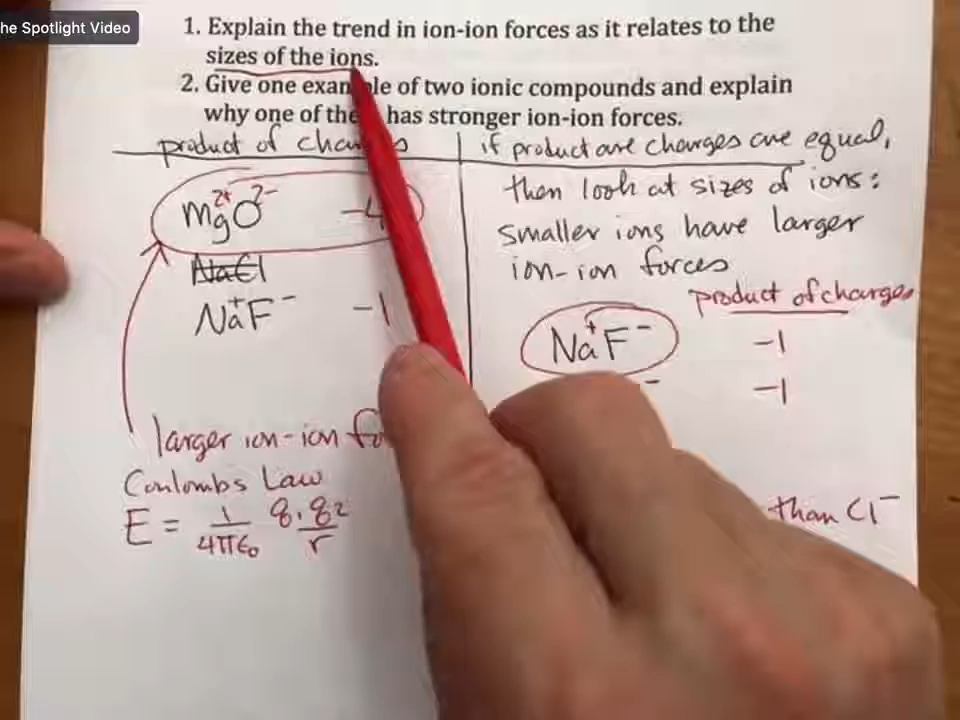 he Spotlight Video
1. Explain the trend in ion-ion forces as it relates to the
sizes of the ions.
2. Give one example of two ionic compounds and explain
why one of the has stronger ion-ion forces.
product of charges
Mg²⁺O²⁻ -4
NaCl
Na⁺F⁻ -1
larger ion-ion fo
Coulombs Law
E = 1/4πϵ₀ q₁q₂/r
if product are charges are equal,
then look at sizes of ions:
smaller ions have larger
ion-ion forces
product of charges
Na⁺F⁻ -1
⁻ -1
than Cl⁻